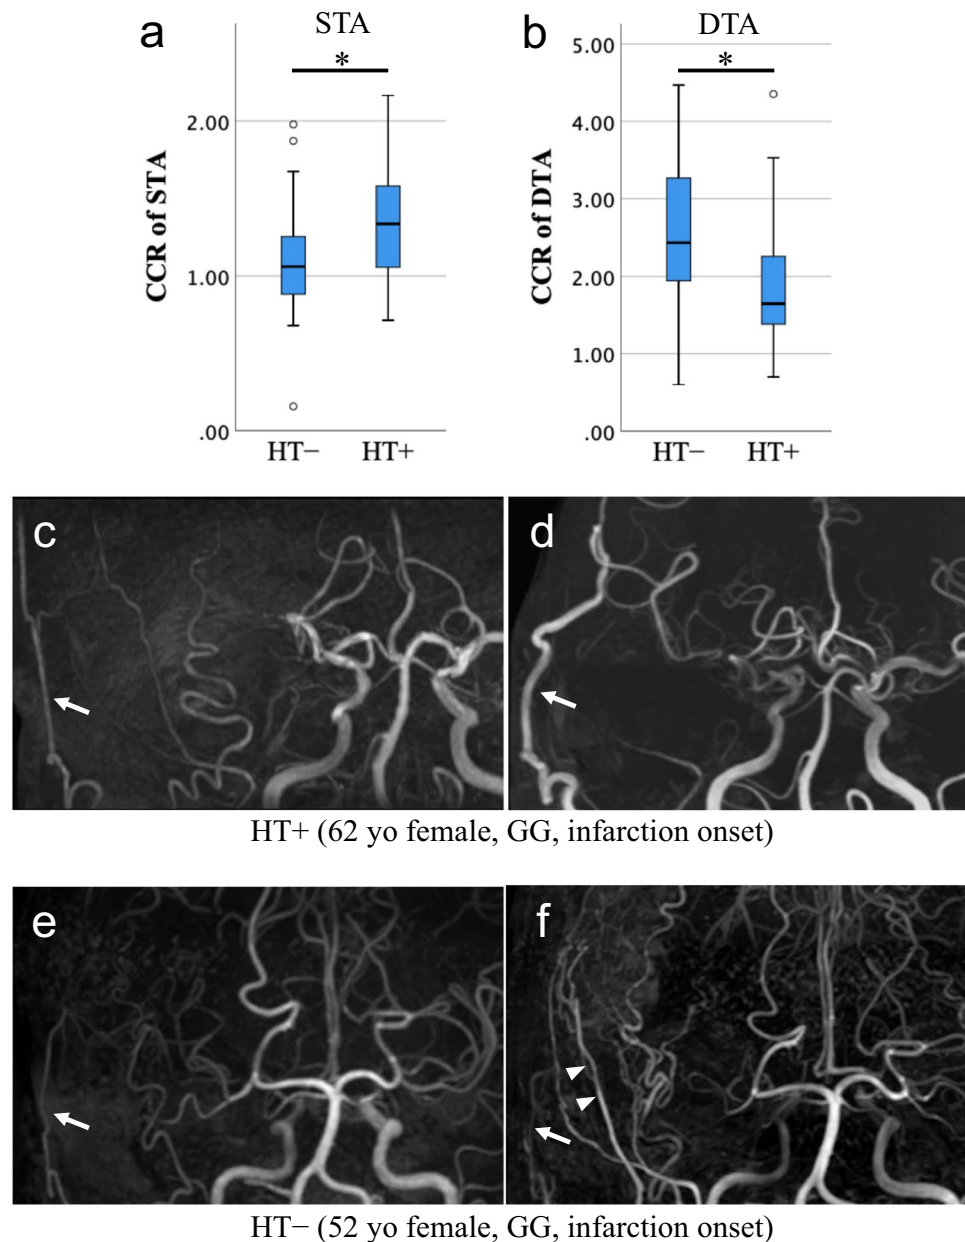 a
STA
b
DTA
*
*
CCR of STA
2.00
1.00
.00
HT− HT+
CCR of DTA
5.00
4.00
3.00
2.00
1.00
.00
HT− HT+
c
d
HT+ (62 yo female, GG, infarction onset)
e
f
HT− (52 yo female, GG, infarction onset)